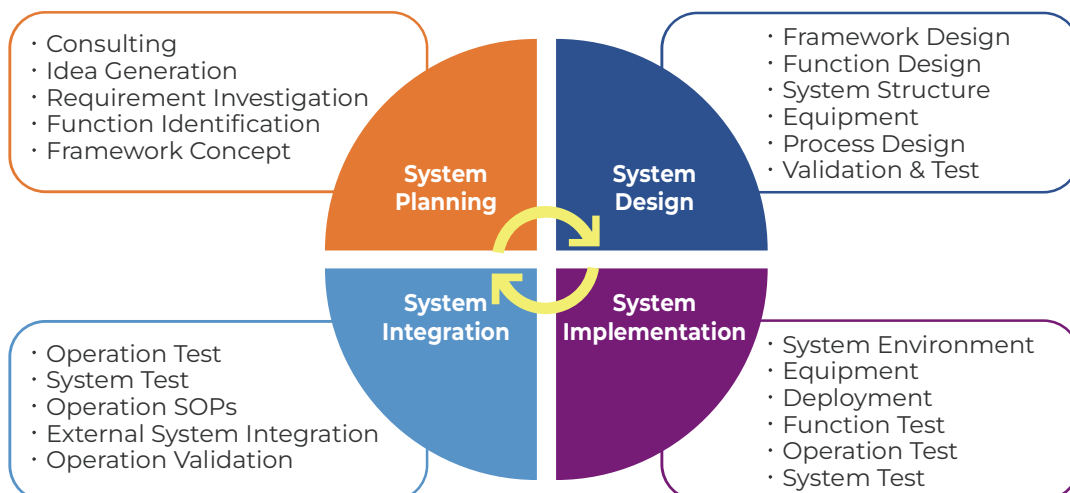 · Consulting
· Idea Generation
· Requirement Investigation
· Function Identification
· Framework Concept
System
Planning
· Framework Design
· Function Design
· System Structure
· Equipment
· Process Design
· Validation & Test
System
Design
· Operation Test
· System Test
· Operation SOPs
· External System Integration
· Operation Validation
System
Integration
· System Environment
· Equipment
· Deployment
· Function Test
· Operation Test
· System Test
System
Implementation